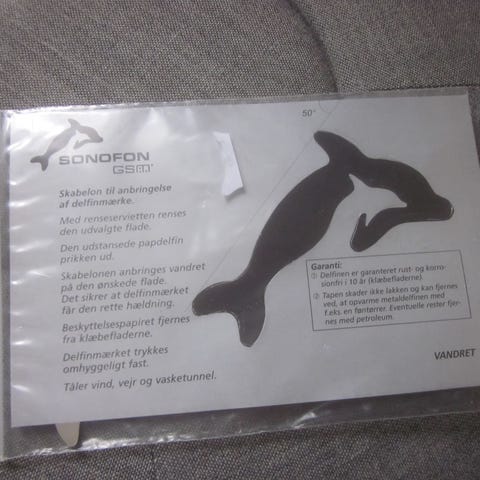 SONOFON
GSM
50°
Skabelon til anbringelse
af delfinmærke.
Med renseservietten renses
den udvalgte flade.
Den udstansede papdelfin
prikken ud.
Skabelonen anbringes vandret
på den ønskede flade.
Det sikrer at delfinmærket
får den rette hældning.
Beskyttelsespapiret fjernes
fra klæbefladerne.
Delfinmærket trykkes
omhyggeligt fast.
Tåler vind, vejr og vasketunnel.
Garanti:
① Delfinen er garanteret rust- og korro-
sionfri i 10 år (klæbefladerne)
② Tapen skader ikke lakken og kan fjernes
ved, at opvarme metaldelfinen med
f.eks. en føntørrer. Eventuelle rester fjer-
nes med petroleum.
VANDRET